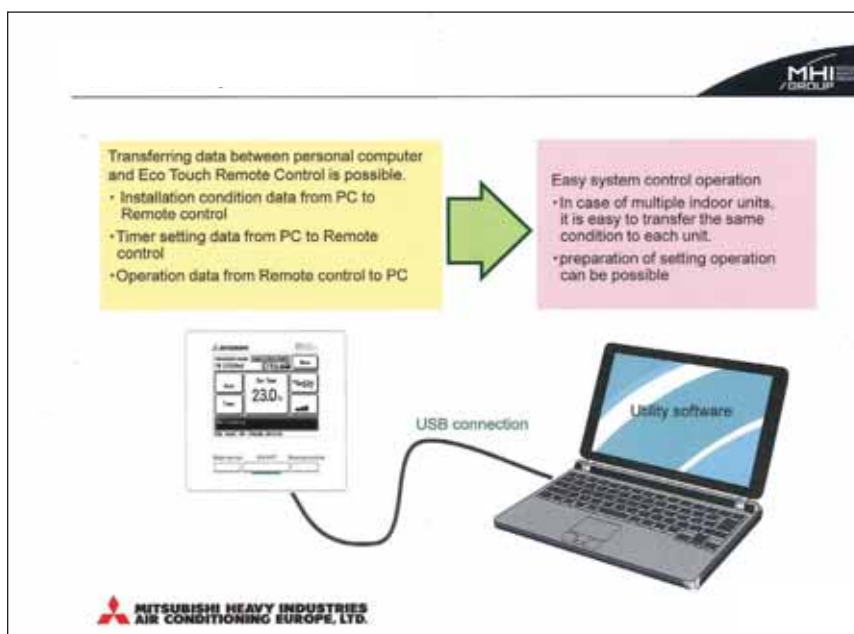 MHI
GROUP
Transferring data between personal computer
and Eco Touch Remote Control is possible.
• Installation condition data from PC to
Remote control
• Timer setting data from PC to Remote
control
•Operation data from Remote control to PC
Easy system control operation
•In case of multiple indoor units,
it is easy to transfer the same
condition to each unit.
•preparation of setting operation
can be possible
Set Temp
23.0
USB connection
Utility software
MITSUBISHI HEAVY INDUSTRIES
AIR CONDITIONING EUROPE, LTD.